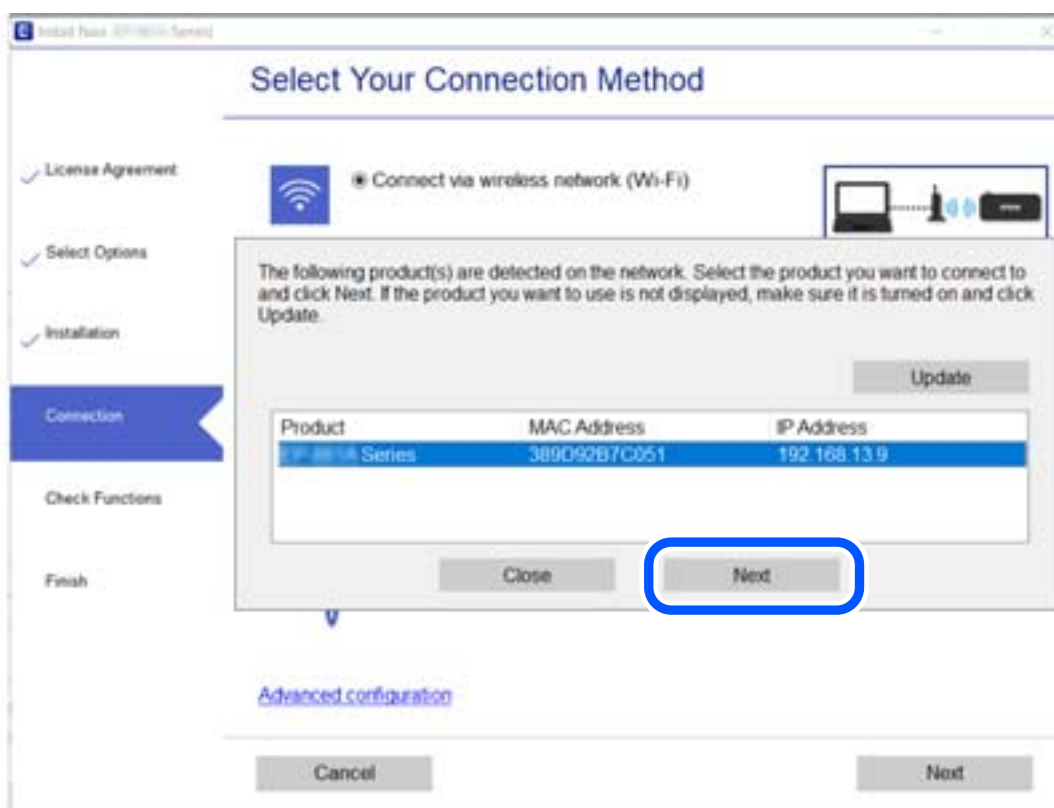 Install Navi
Series]
Select Your Connection Method
License Agreement
Select Options
Installation
Connection
Check Functions
Finish
Connect via wireless network (Wi-Fi)
The following product(s) are detected on the network. Select the product you want to connect to
and click Next. If the product you want to use is not displayed, make sure it is turned on and click
Update.
Update
Product MAC Address IP Address
Series 389D92B7C051 192.168.13.9
Close Next
Advanced configuration
Cancel Next